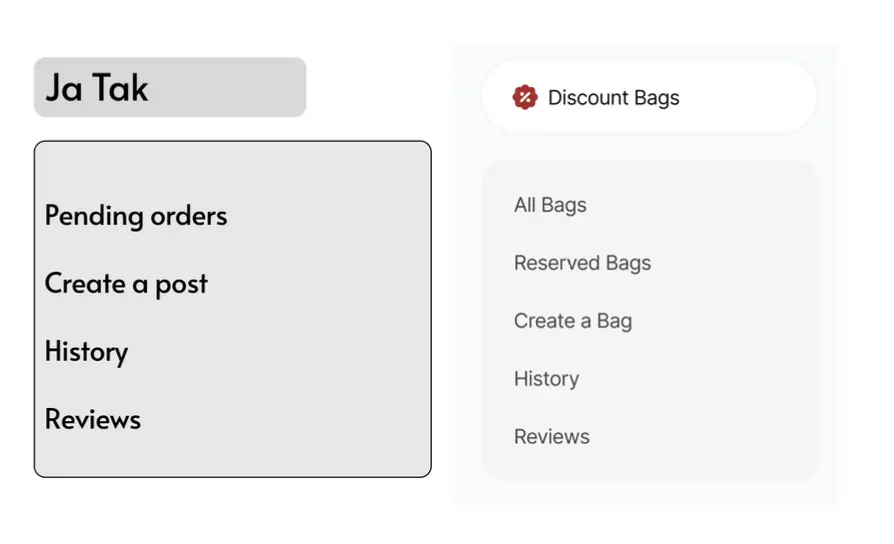 Ja Tak
Pending orders
Create a post
History
Reviews
Discount Bags
All Bags
Reserved Bags
Create a Bag
History
Reviews